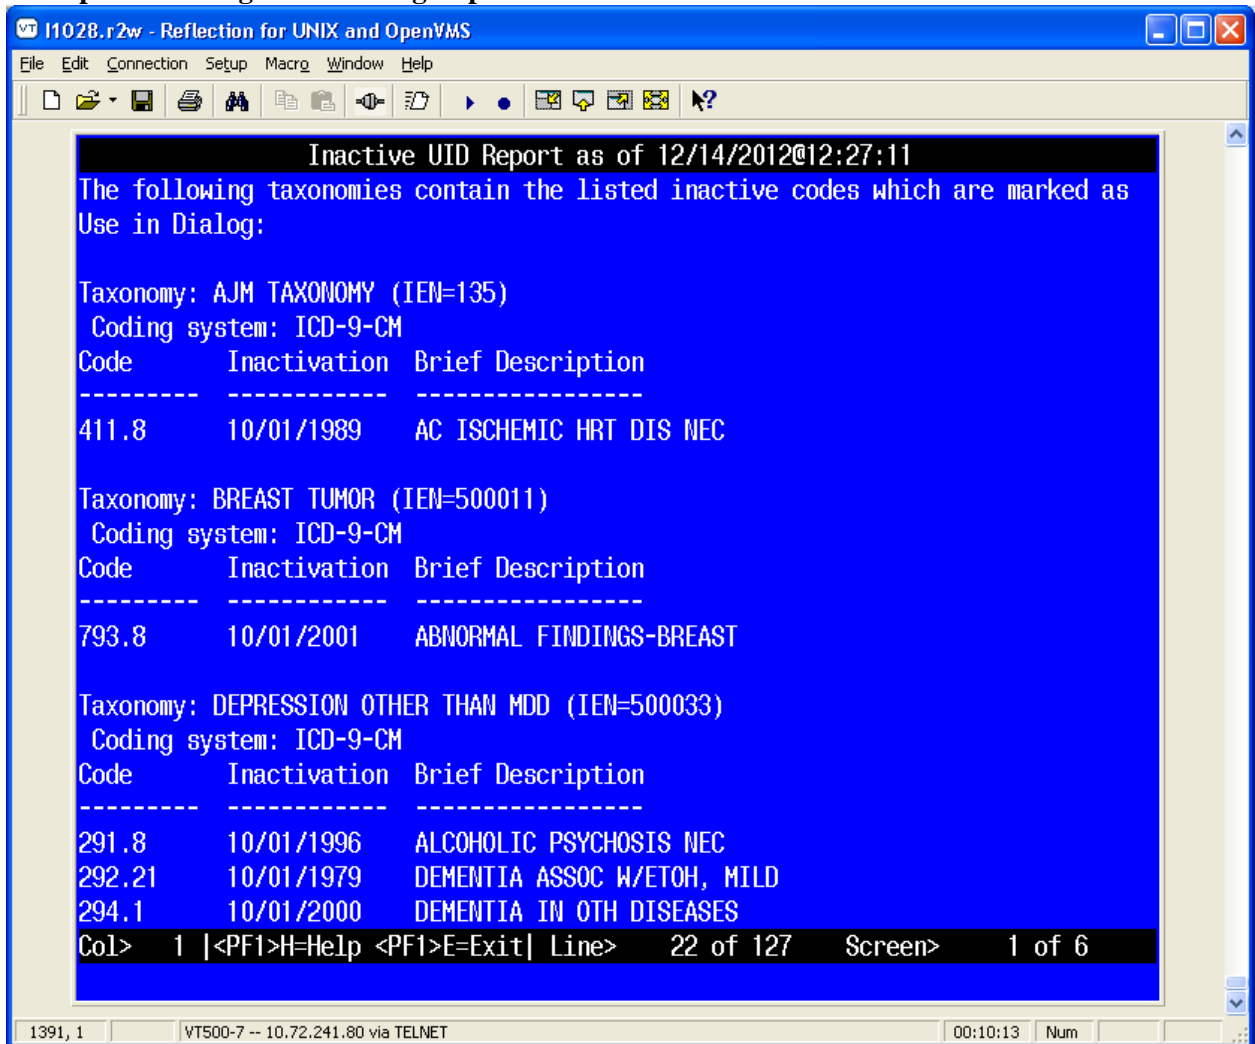 I1028.r2w - Reflection for UNIX and OpenVMS
File Edit Connection Setup Macro Window Help
Inactive UID Report as of 12/14/2012@12:27:11
The following taxonomies contain the listed inactive codes which are marked as
Use in Dialog:
Taxonomy: AJM TAXONOMY (IEN=135)
Coding system: ICD-9-CM
Code Inactivation Brief Description
--------- ------------ -----------------
411.8 10/01/1989 AC ISCHEMIC HRT DIS NEC
Taxonomy: BREAST TUMOR (IEN=500011)
Coding system: ICD-9-CM
Code Inactivation Brief Description
--------- ------------ -----------------
793.8 10/01/2001 ABNORMAL FINDINGS-BREAST
Taxonomy: DEPRESSION OTHER THAN MDD (IEN=500033)
Coding system: ICD-9-CM
Code Inactivation Brief Description
--------- ------------ -----------------
291.8 10/01/1996 ALCOHOLIC PSYCHOSIS NEC
292.21 10/01/1979 DEMENTIA ASSOC W/ETOH, MILD
294.1 10/01/2000 DEMENTIA IN OTH DISEASES
Col> 1 |<PF1>H=Help <PF1>E=Exit| Line> 22 of 127 Screen> 1 of 6
1391, 1 VT500-7 -- 10.72.241.80 via TELNET 00:10:13 Num